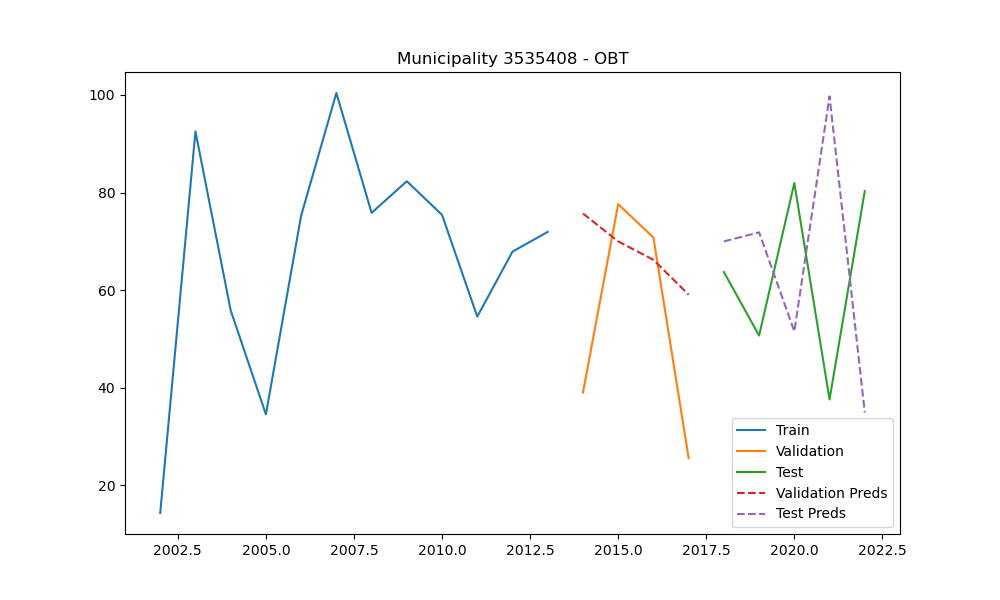 Municipality 3535408 - OBT
100
80
60
40
20
2002.5 2005.0 2007.5 2010.0 2012.5 2015.0 2017.5 2020.0 2022.5
Train
Validation
Test
Validation Preds
Test Preds